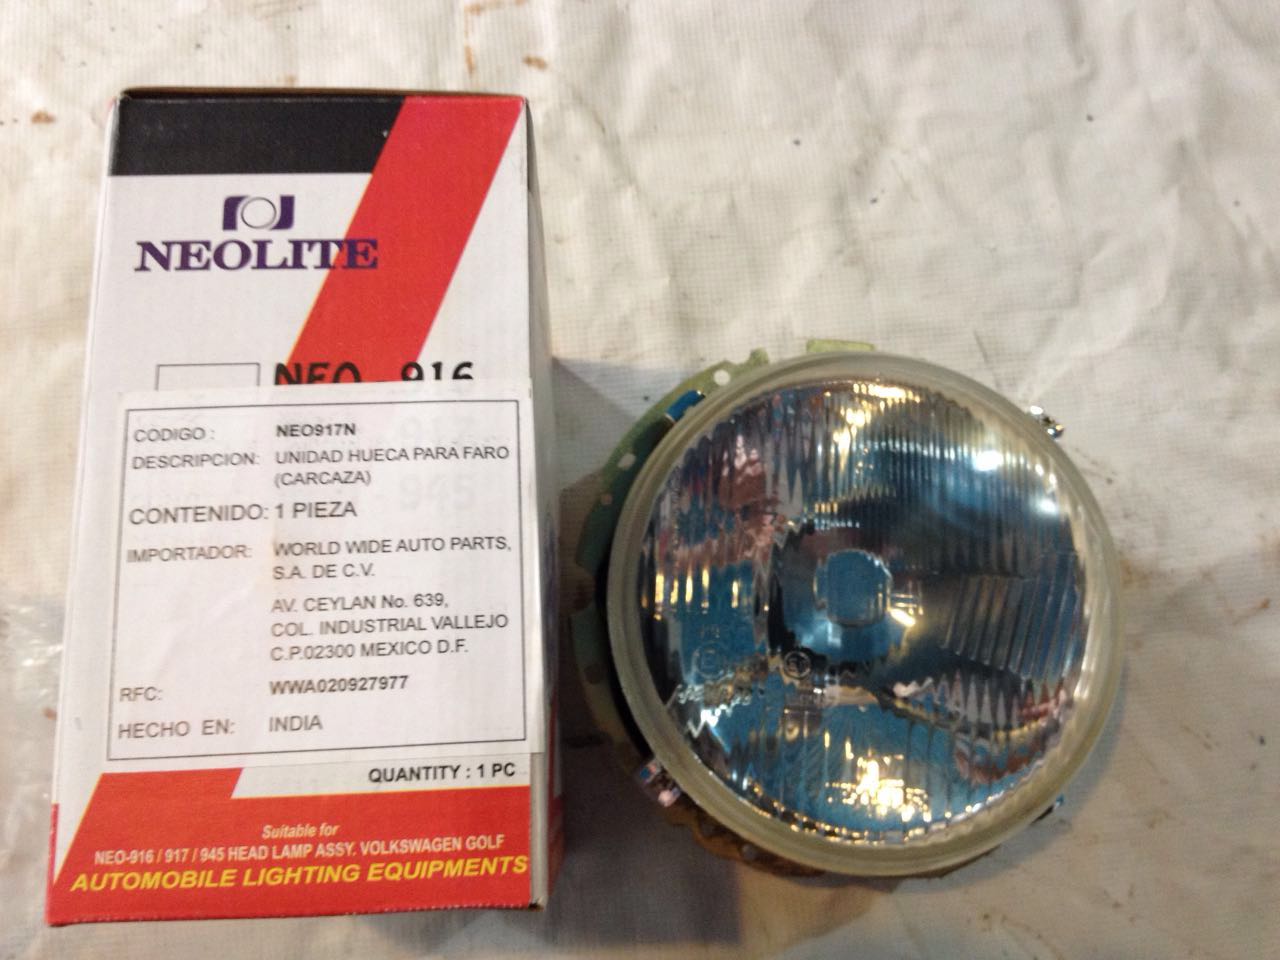 NEOLITE
NEO 916
CODIGO: NEO917N
DESCRIPCION: UNIDAD HUECA PARA FARO
(CARCAZA)
CONTENIDO: 1 PIEZA
IMPORTADOR: WORLD WIDE AUTO PARTS,
S.A. DE C.V.
AV. CEYLAN No. 639,
COL. INDUSTRIAL VALLEJO
C.P.02300 MEXICO D.F.
RFC: WWA020927977
HECHO EN: INDIA
QUANTITY : 1 PC
Suitable for
NEO-916 / 917 / 945 HEAD LAMP ASSY. VOLKSWAGEN GOLF
AUTOMOBILE LIGHTING EQUIPMENTS